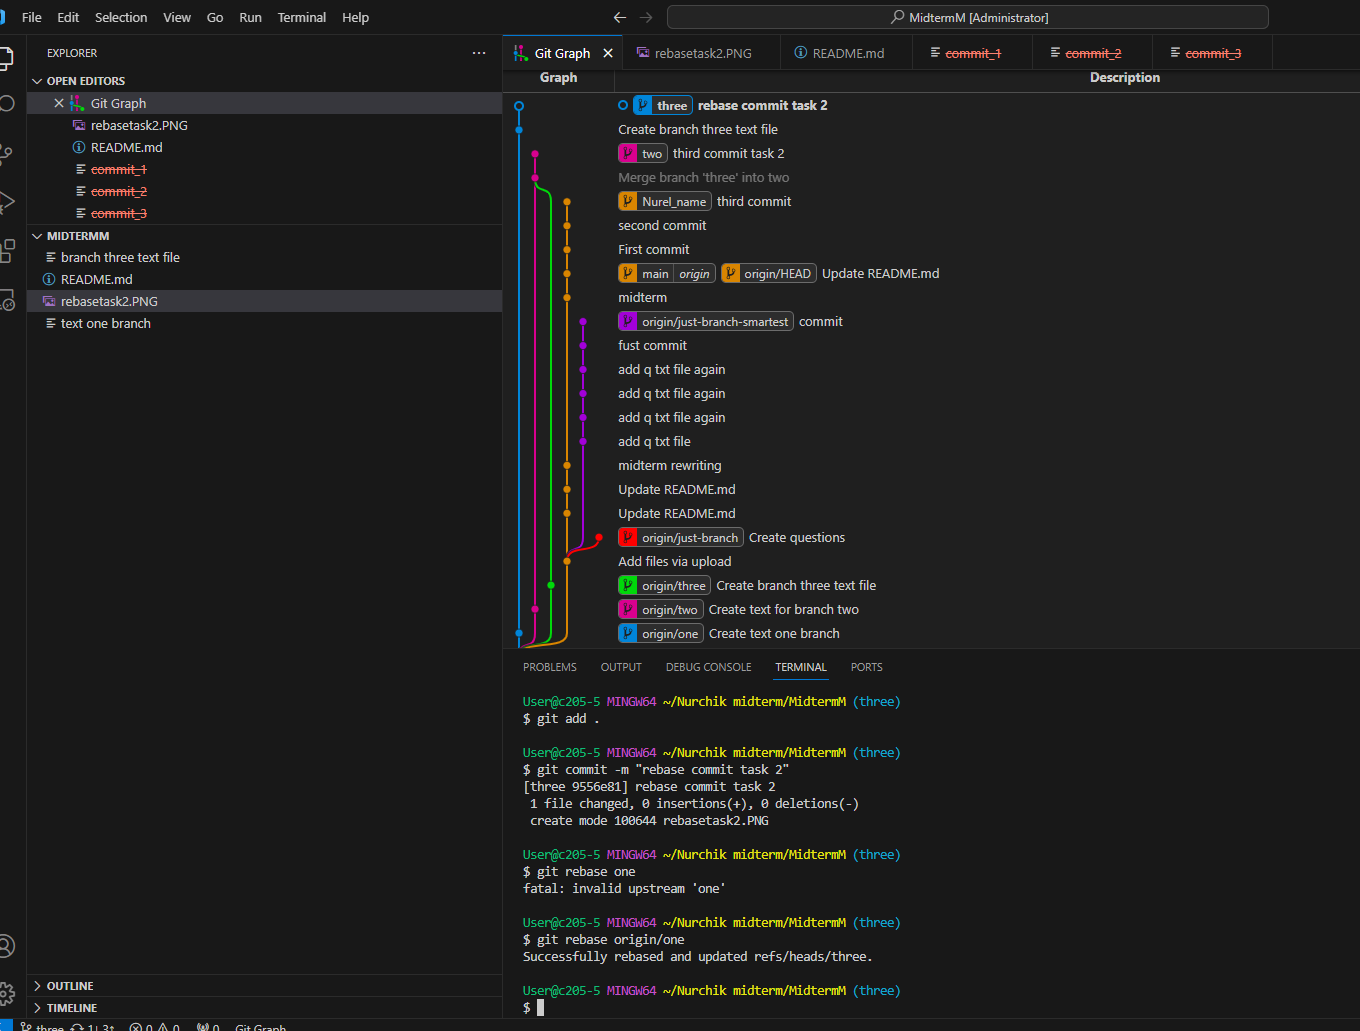 File Edit Selection View Go Run Terminal Help
MidtermM [Administrator]
EXPLORER
OPEN EDITORS
Git Graph
rebasetask2.PNG
README.md
commit_1
commit_2
commit_3
MIDTERMM
branch three text file
README.md
rebasetask2.PNG
text one branch
OUTLINE
TIMELINE
Git Graph rebasetask2.PNG README.md commit_1 commit_2 commit_3
Graph Description
three rebase commit task 2
Create branch three text file
two third commit task 2
Merge branch 'three' into two
Nurel_name third commit
second commit
First commit
main origin origin/HEAD Update README.md
midterm
origin/just-branch-smartest commit
fust commit
add q txt file again
add q txt file again
add q txt file again
add q txt file
midterm rewriting
Update README.md
Update README.md
origin/just-branch Create questions
Add files via upload
origin/three Create branch three text file
origin/two Create text for branch two
origin/one Create text one branch
PROBLEMS OUTPUT DEBUG CONSOLE TERMINAL PORTS
User@c205-5 MINGW64 ~/Nurchik midterm/MidtermM (three)
$ git add .
User@c205-5 MINGW64 ~/Nurchik midterm/MidtermM (three)
$ git commit -m "rebase commit task 2"
[three 9556e81] rebase commit task 2
1 file changed, 0 insertions(+), 0 deletions(-)
create mode 100644 rebasetask2.PNG
User@c205-5 MINGW64 ~/Nurchik midterm/MidtermM (three)
$ git rebase one
fatal: invalid upstream 'one'
User@c205-5 MINGW64 ~/Nurchik midterm/MidtermM (three)
$ git rebase origin/one
Successfully rebased and updated refs/heads/three.
User@c205-5 MINGW64 ~/Nurchik midterm/MidtermM (three)
$
three 1↓ 3↑ 0 0 0 Git Graph